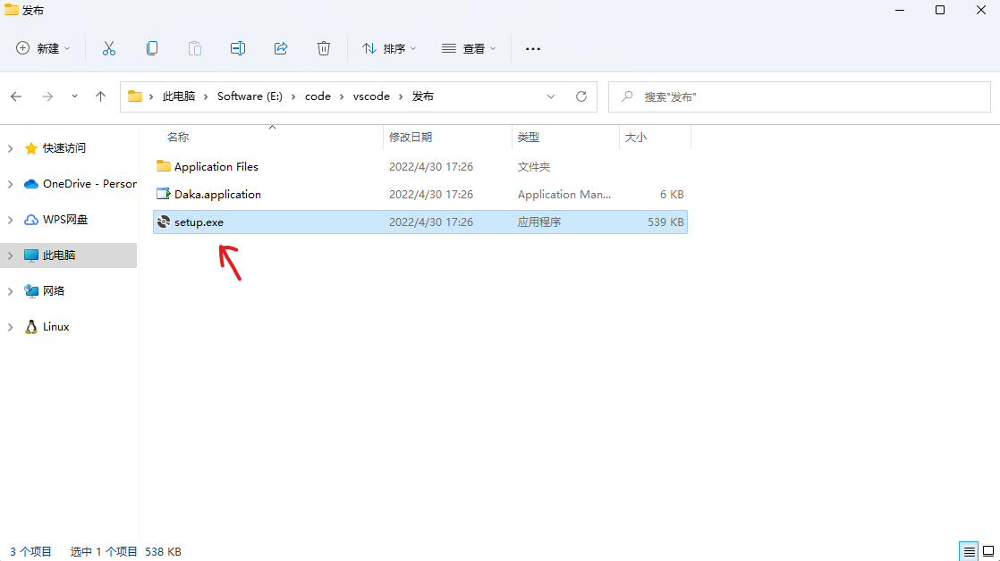 发布
新建 排序 查看
此电脑 Software (E:) code vscode 发布 搜索"发布"
名称 修改日期 类型 大小
快速访问
OneDrive - Persor
WPS网盘
此电脑
网络
Linux
Application Files 2022/4/30 17:26 文件夹
Daka.application 2022/4/30 17:26 Application Man... 6 KB
setup.exe 2022/4/30 17:26 应用程序 539 KB
3 个项目 选中 1 个项目 538 KB